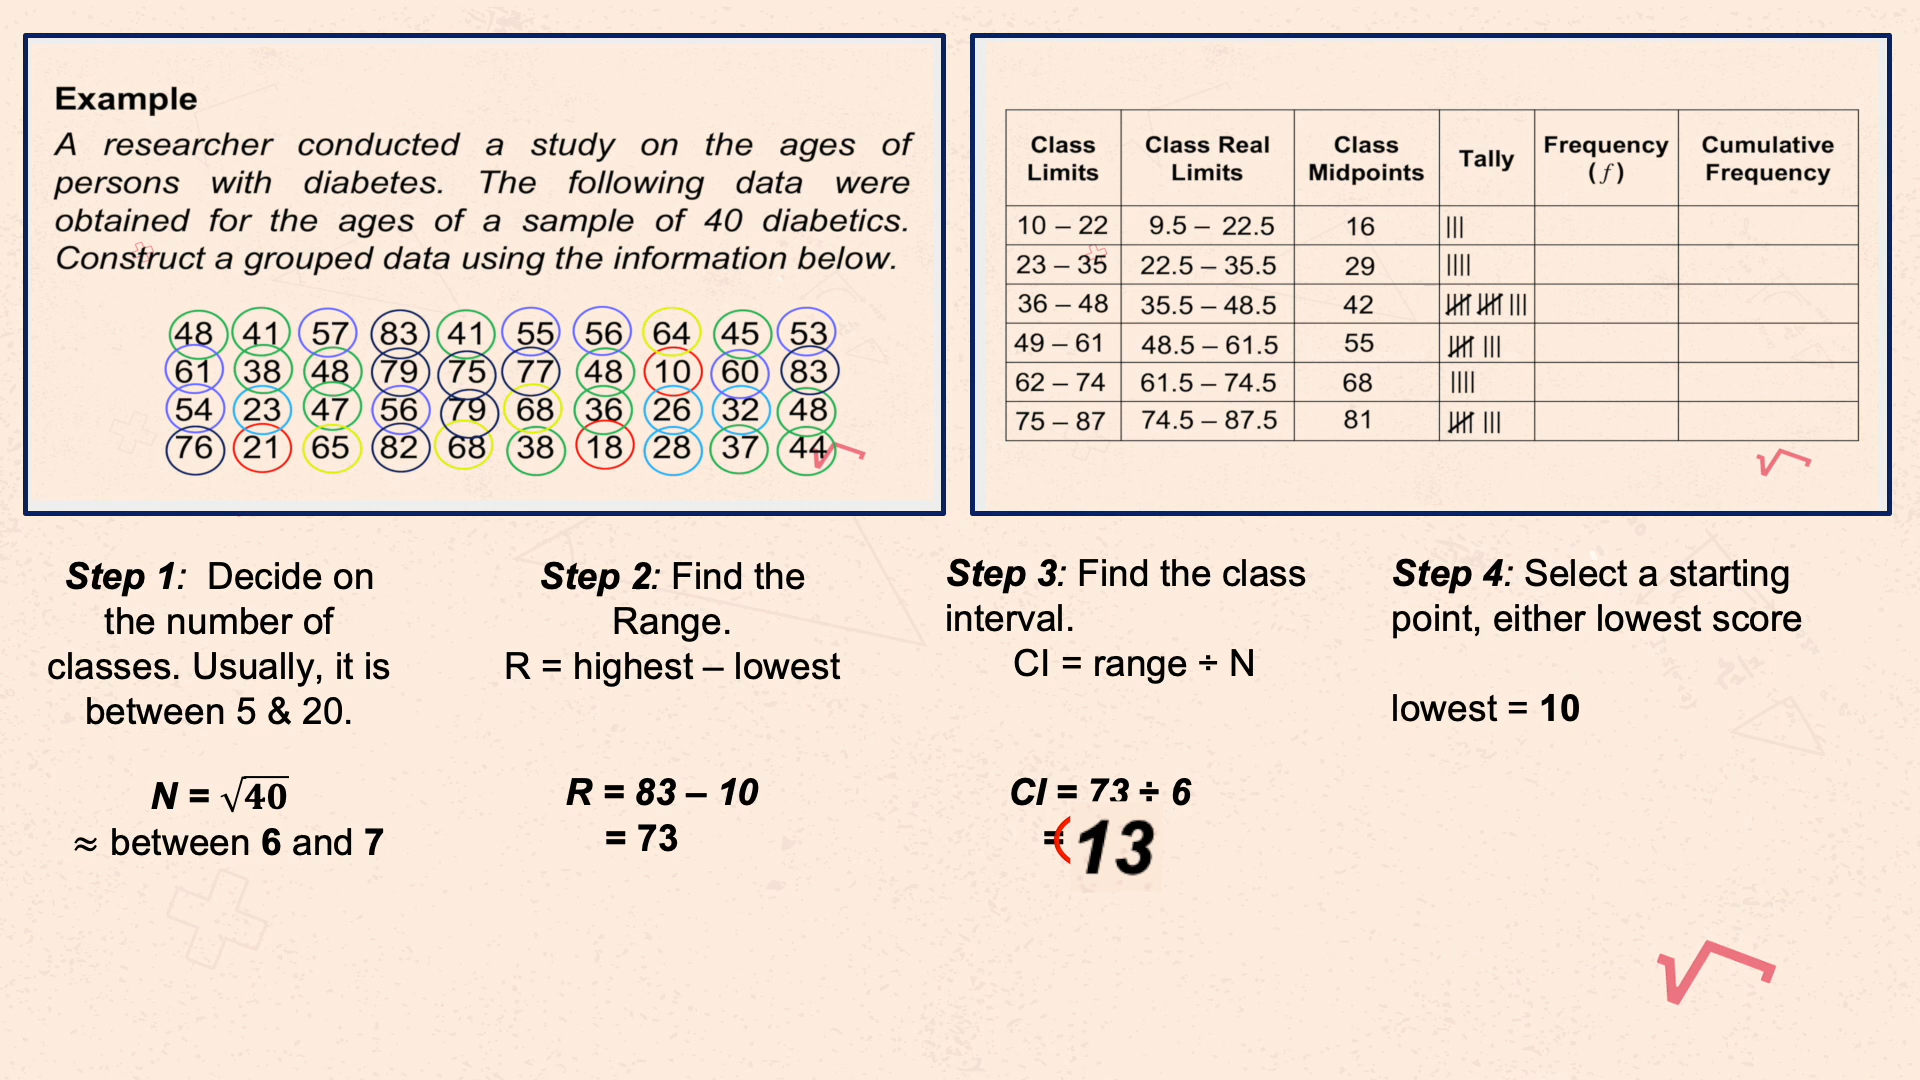 Example
A researcher conducted a study on the ages of
persons with diabetes. The following data were
obtained for the ages of a sample of 40 diabetics.
Construct a grouped data using the information below.
48 41 57 83 41 55 56 64 45 53
61 38 48 79 75 77 48 10 60 83
54 23 47 56 79 68 36 26 32 48
76 21 65 82 68 38 18 28 37 44
Class Limits Class Real Limits Class Midpoints Tally Frequency (f) Cumulative Frequency
10 – 22 9.5 – 22.5 16 |||
23 – 35 22.5 – 35.5 29 ||||
36 – 48 35.5 – 48.5 42 |||| |||| |||
49 – 61 48.5 – 61.5 55 |||| |||
62 – 74 61.5 – 74.5 68 ||||
75 – 87 74.5 – 87.5 81 |||| |||
Step 1: Decide on
the number of
classes. Usually, it is
between 5 & 20.
N = √40
≈ between 6 and 7
Step 2: Find the
Range.
R = highest – lowest
R = 83 – 10
= 73
Step 3: Find the class
interval.
CI = range ÷ N
CI = 73 ÷ 6
= 13
Step 4: Select a starting
point, either lowest score
lowest = 10